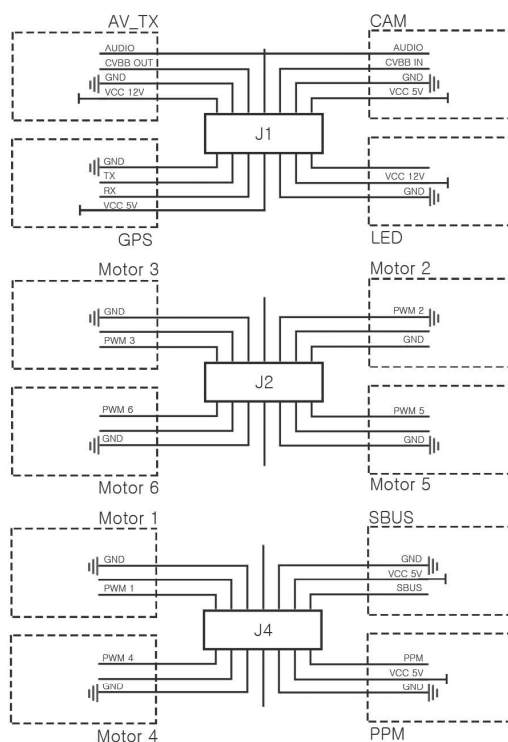 AV_TX
CAM
AUDIO
AUDIO
CVBB OUT
CVBB IN
GND
GND
VCC 12V
VCC 5V
J1
GND
TX
VCC 12V
RX
GND
VCC 5V
GPS
LED
Motor 3
Motor 2
GND
PWM 2
PWM 3
GND
J2
PWM 6
PWM 5
GND
GND
Motor 6
Motor 5
Motor 1
SBUS
GND
GND
VCC 5V
PWM 1
SBUS
J4
PWM 4
PPM
VCC 5V
GND
GND
Motor 4
PPM